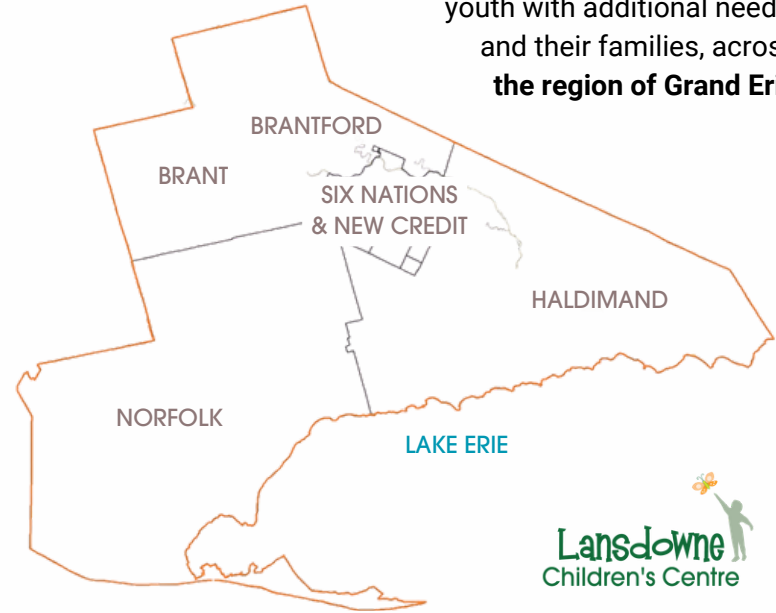 youth with additional need
and their families, acros
the region of Grand Eri
BRANTFORD
BRANT
SIX NATIONS
& NEW CREDIT
HALDIMAND
NORFOLK
LAKE ERIE
Lansdowne
Children's Centre